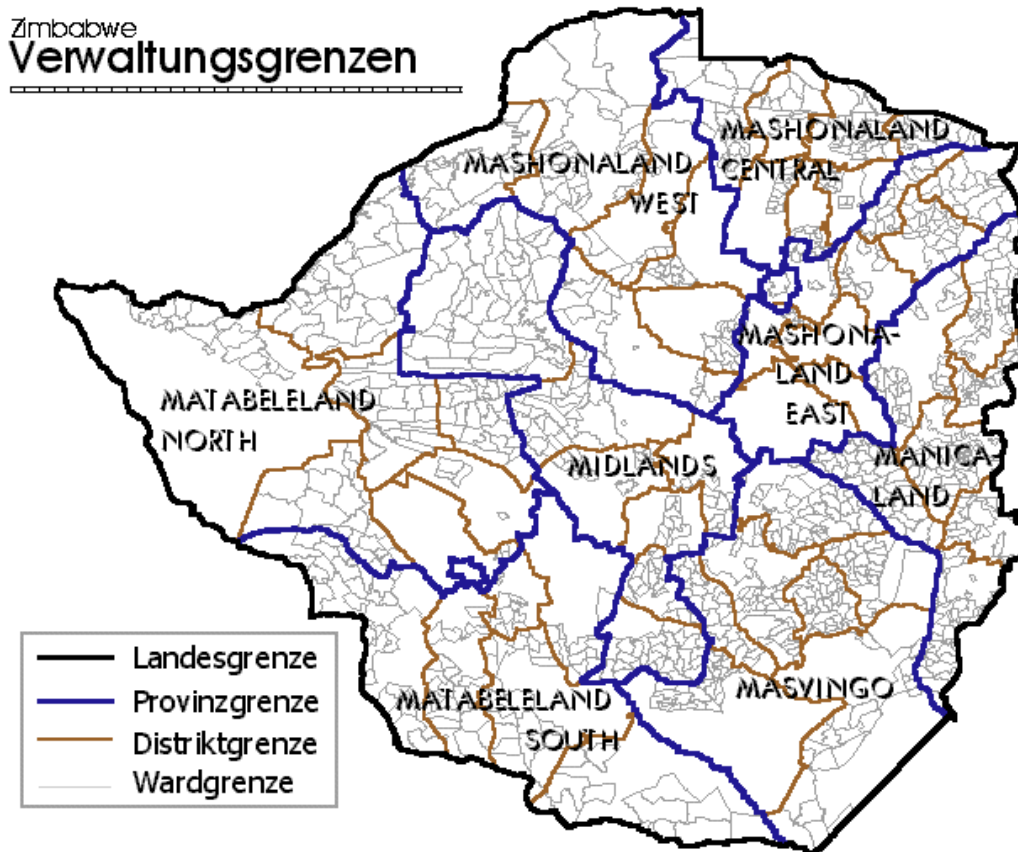 Zimbabwe
Verwaltungsgrenzen
MASHONALAND
CENTRAL
MASHONALAND
WEST
MASHONA-
LAND
EAST
MATABELELAND
NORTH
MIDLANDS
MANICA-
LAND
MASVINGO
MATABELELAND
SOUTH
Landesgrenze
Provinzgrenze
Distriktgrenze
Wardgrenze